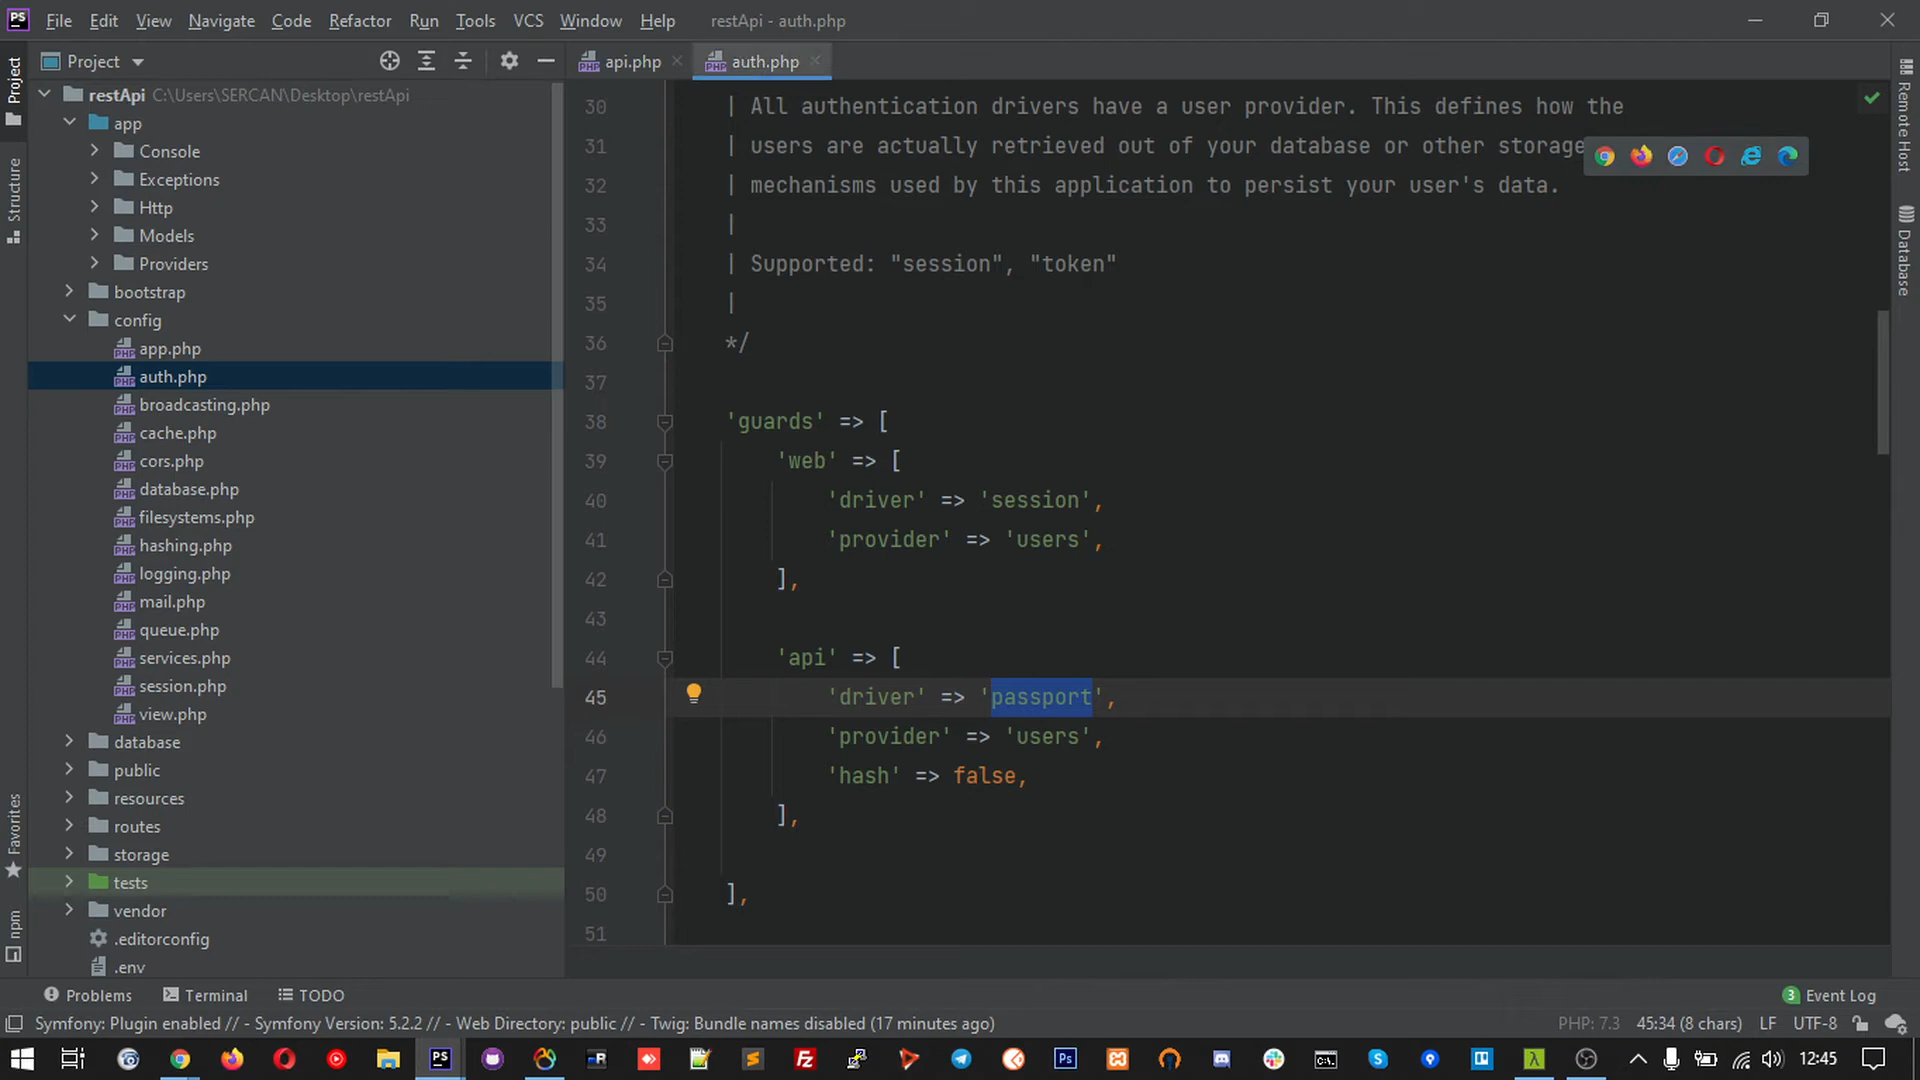 File Edit View Navigate Code Refactor Run Tools VCS Window Help restApi - auth.php
Project
api.php
auth.php
restApi C:\Users\SERCAN\Desktop\restApi
app
Console
Exceptions
Http
Models
Providers
bootstrap
config
app.php
auth.php
broadcasting.php
cache.php
cors.php
database.php
filesystems.php
hashing.php
logging.php
mail.php
queue.php
services.php
session.php
view.php
database
public
resources
routes
storage
tests
vendor
.editorconfig
.env
Project
Structure
Favorites
npm
30 | All authentication drivers have a user provider. This defines how the
31 | users are actually retrieved out of your database or other storage
32 | mechanisms used by this application to persist your user's data.
33 |
34 | Supported: "session", "token"
35 |
36 */
37
38 'guards' => [
39 'web' => [
40 'driver' => 'session',
41 'provider' => 'users',
42 ],
43
44 'api' => [
45 'driver' => 'passport',
46 'provider' => 'users',
47 'hash' => false,
48 ],
49
50 ],
51
Remote Host
Database
Problems Terminal TODO
3 Event Log
Symfony: Plugin enabled // - Symfony Version: 5.2.2 // - Web Directory: public // - Twig: Bundle names disabled (17 minutes ago)
PHP: 7.3 45:34 (8 chars) LF UTF-8
12:45